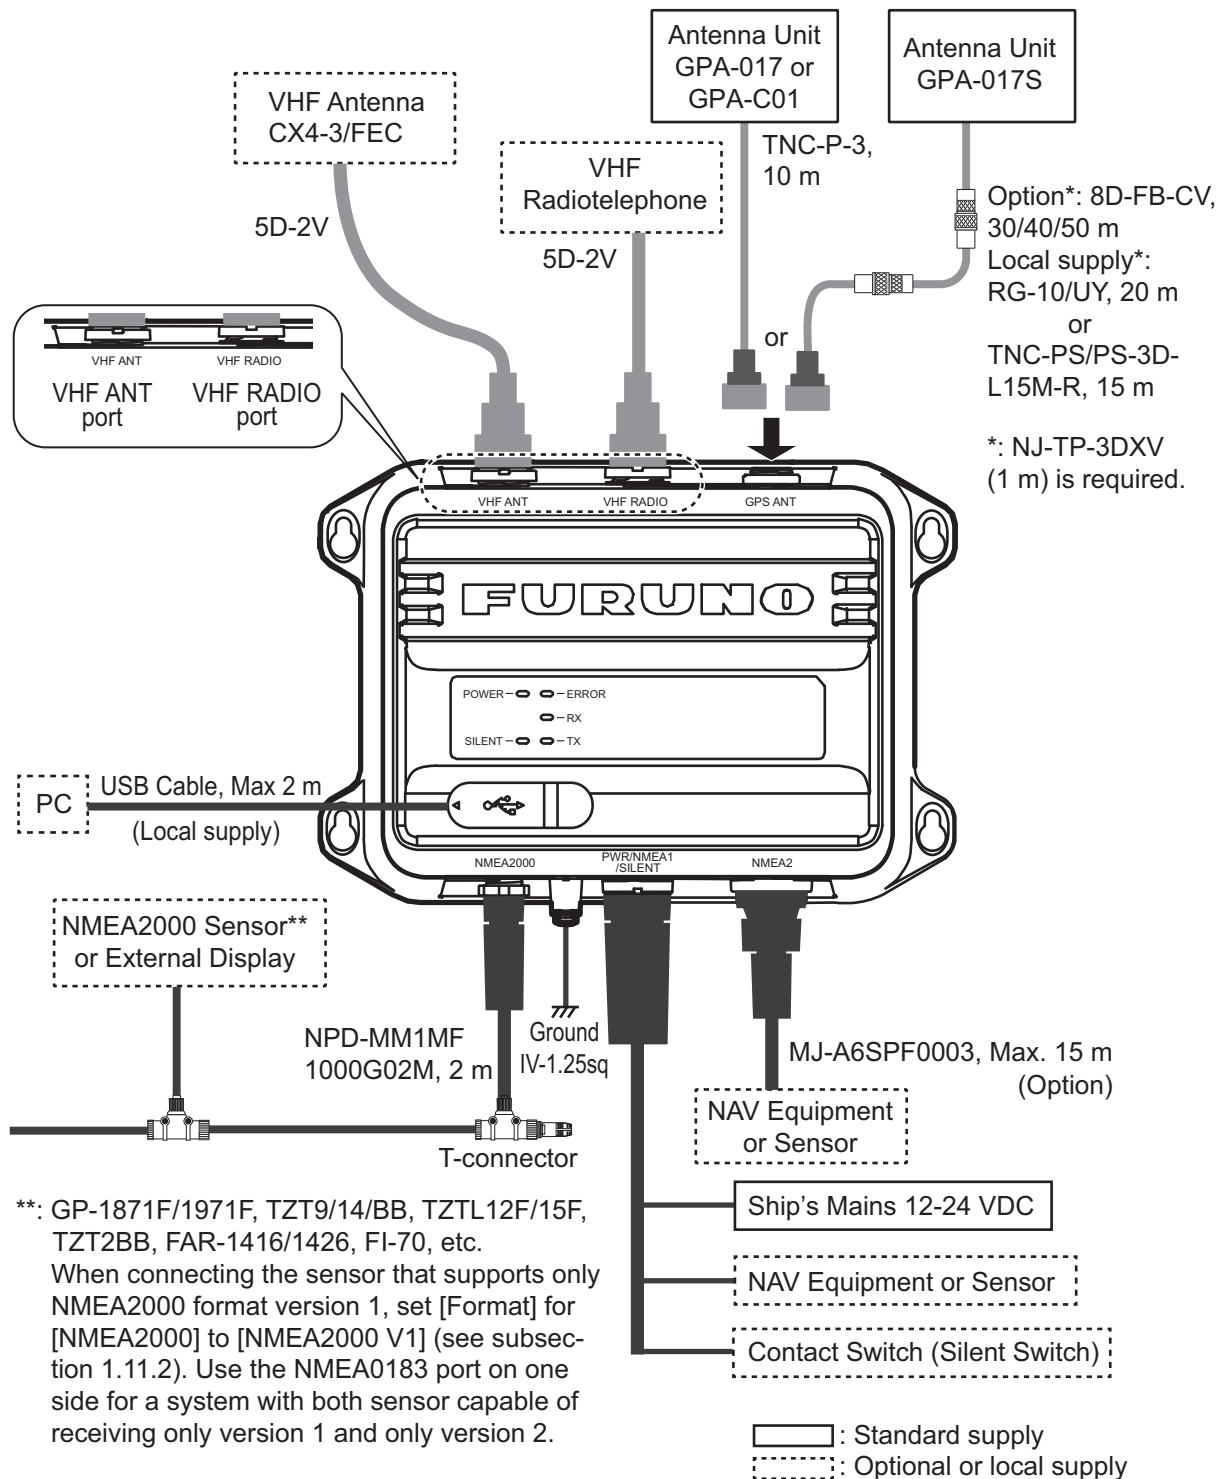 Antenna Unit
GPA-017 or
GPA-C01
Antenna Unit
GPA-017S
VHF Antenna
CX4-3/FEC
TNC-P-3,
10 m
VHF
Radiotelephone
Option*: 8D-FB-CV,
30/40/50 m
Local supply*:
RG-10/UY, 20 m
or
TNC-PS/PS-3D-
L15M-R, 15 m
5D-2V
5D-2V
or
VHF ANT
VHF RADIO
VHF ANT
port
VHF RADIO
port
*: NJ-TP-3DXV
(1 m) is required.
VHF ANT
VHF RADIO
GPS ANT
FURUNO
POWER
ERROR
RX
SILENT
TX
PC
USB Cable, Max 2 m
(Local supply)
NMEA2000
PWR/NMEA1
/SILENT
NMEA2
NMEA2000 Sensor**
or External Display
NPD-MM1MF
1000G02M, 2 m
Ground
IV-1.25sq
MJ-A6SPF0003, Max. 15 m
(Option)
NAV Equipment
or Sensor
T-connector
Ship's Mains 12-24 VDC
NAV Equipment or Sensor
Contact Switch (Silent Switch)
**: GP-1871F/1971F, TZT9/14/BB, TZTL12F/15F,
TZT2BB, FAR-1416/1426, FI-70, etc.
When connecting the sensor that supports only
NMEA2000 format version 1, set [Format] for
[NMEA2000] to [NMEA2000 V1] (see subsec-
tion 1.11.2). Use the NMEA0183 port on one
side for a system with both sensor capable of
receiving only version 1 and only version 2.
: Standard supply
: Optional or local supply